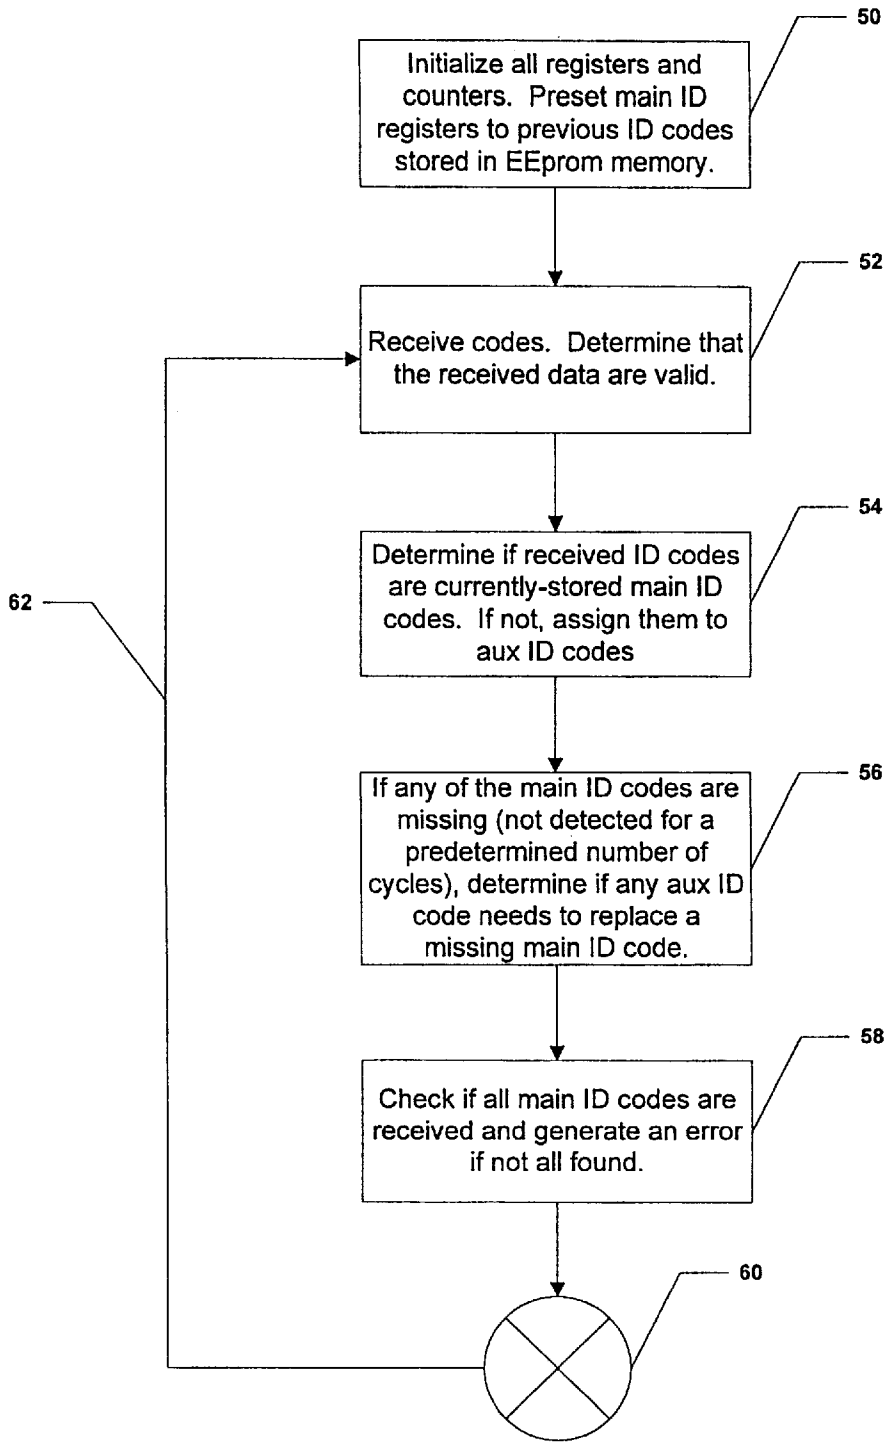 50
Initialize all registers and
counters. Preset main ID
registers to previous ID codes
stored in EEprom memory.
52
Receive codes. Determine that
the received data are valid.
54
Determine if received ID codes
are currently-stored main ID
codes. If not, assign them to
aux ID codes
62
56
If any of the main ID codes are
missing (not detected for a
predetermined number of
cycles), determine if any aux ID
code needs to replace a
missing main ID code.
58
Check if all main ID codes are
received and generate an error
if not all found.
60